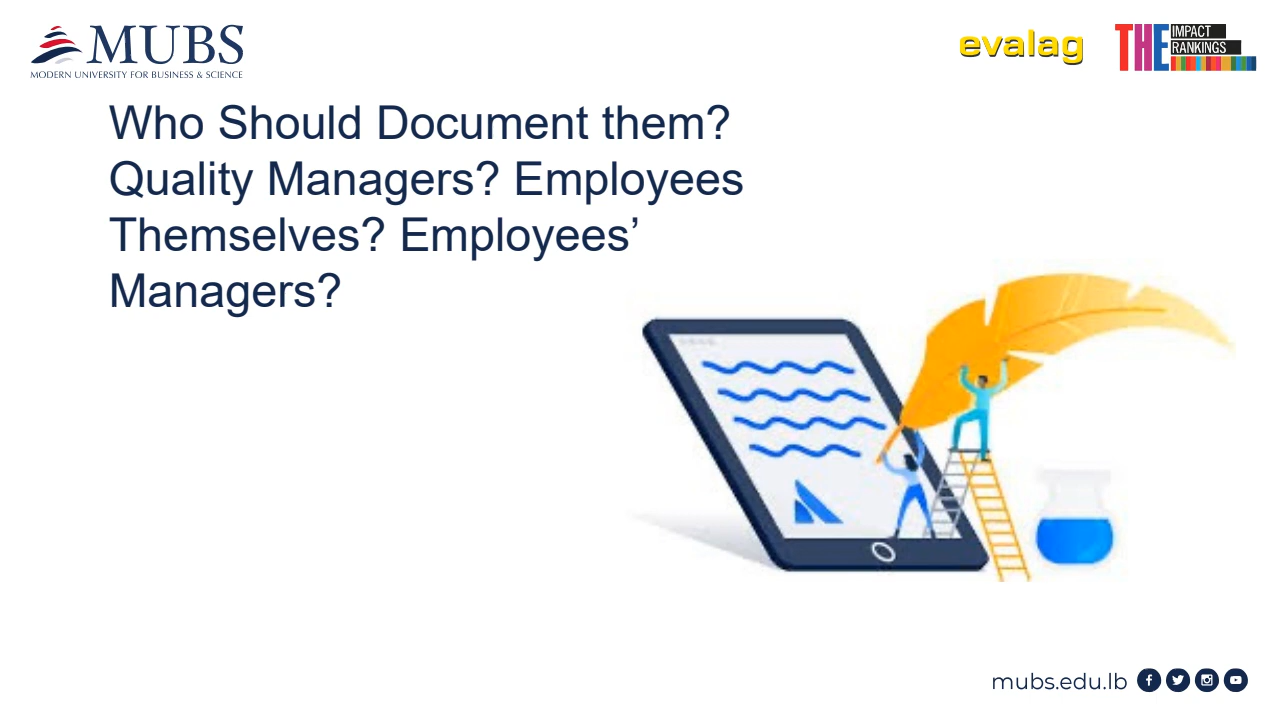 MUBS
MODERN UNIVERSITY FOR BUSINESS & SCIENCE
evalag
THE IMPACT RANKINGS
Who Should Document them?
Quality Managers? Employees
Themselves? Employees’
Managers?
mubs.edu.lb